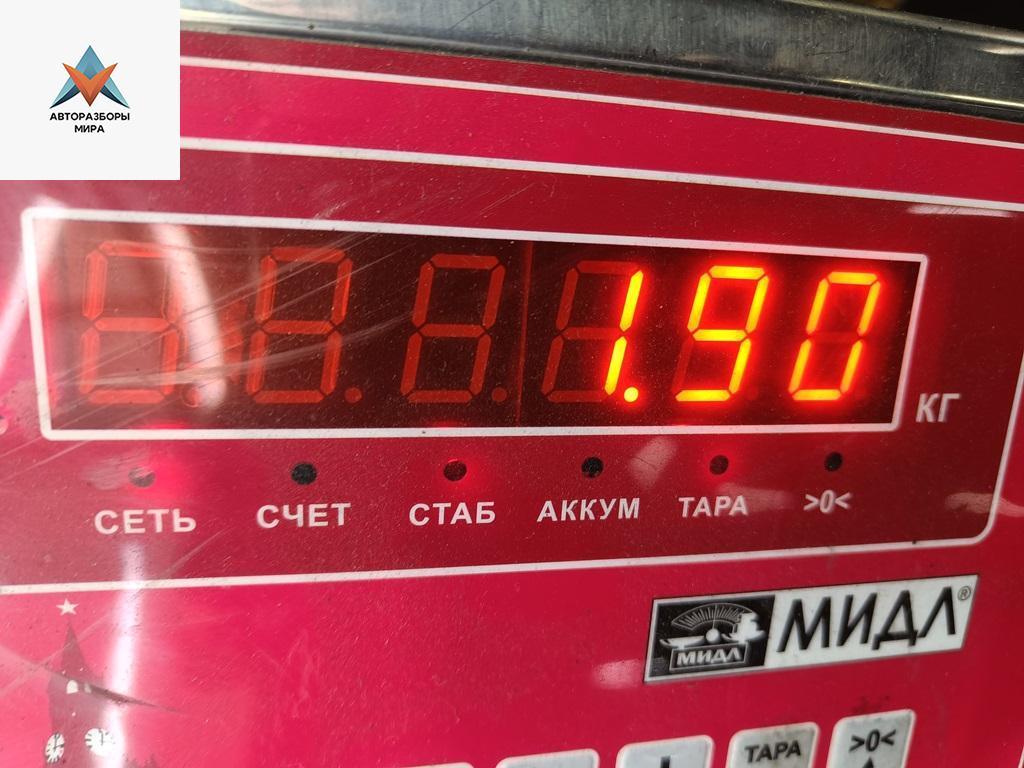 АВТОРАЗБОРЫ
МИРА
1.90
КГ
СЕТЬ СЧЕТ СТАБ АККУМ ТАРА >0<
МИДЛ МИДЛ®
ТАРА >0<